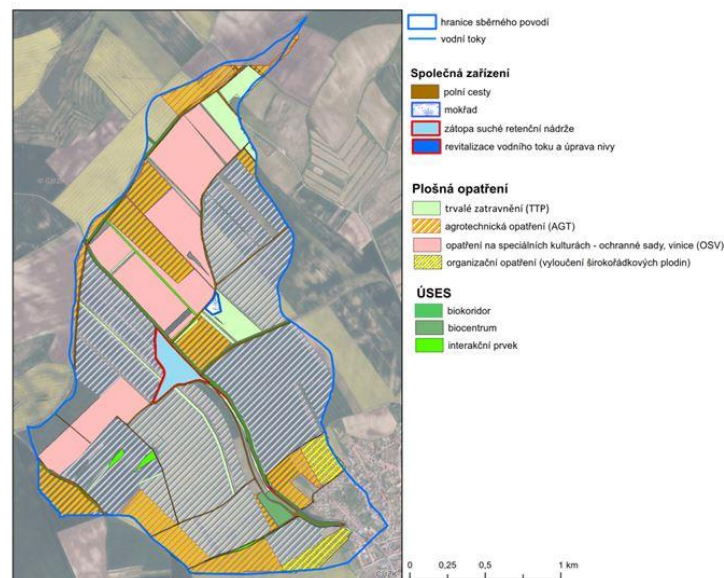 hranice sběrného povodí
vodní toky
Společná zařízení
polní cesty
mokřad
zátopa suché retenční nádrže
revitalizace vodního toku a úprava nivy
Plošná opatření
trvalé zatravnění (TTP)
agrotechnická opatření (AGT)
opatření na speciálních kulturách - ochranné sady, vinice (OSV)
organizační opatření (vyloučení širokořádkových plodin)
ÚSES
biokoridor
biocentrum
interakční prvek
0 0,25 0,5 1 km